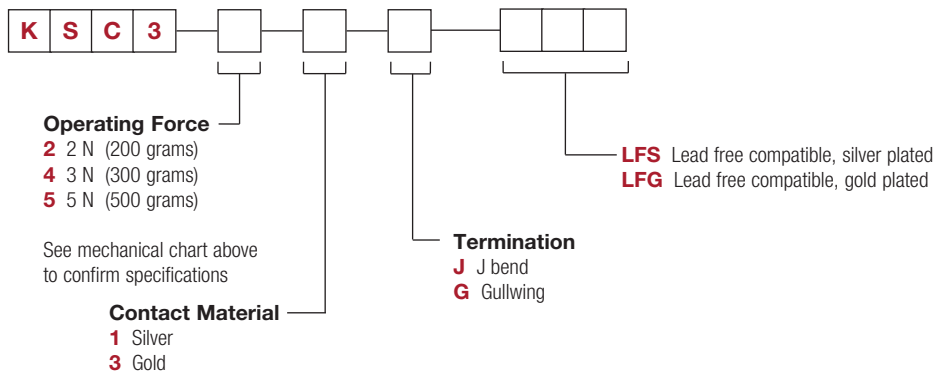 K S C 3
Operating Force
2 2 N (200 grams)
4 3 N (300 grams)
5 5 N (500 grams)
See mechanical chart above
to confirm specifications
Contact Material
1 Silver
3 Gold
Termination
J J bend
G Gullwing
LFS Lead free compatible, silver plated
LFG Lead free compatible, gold plated